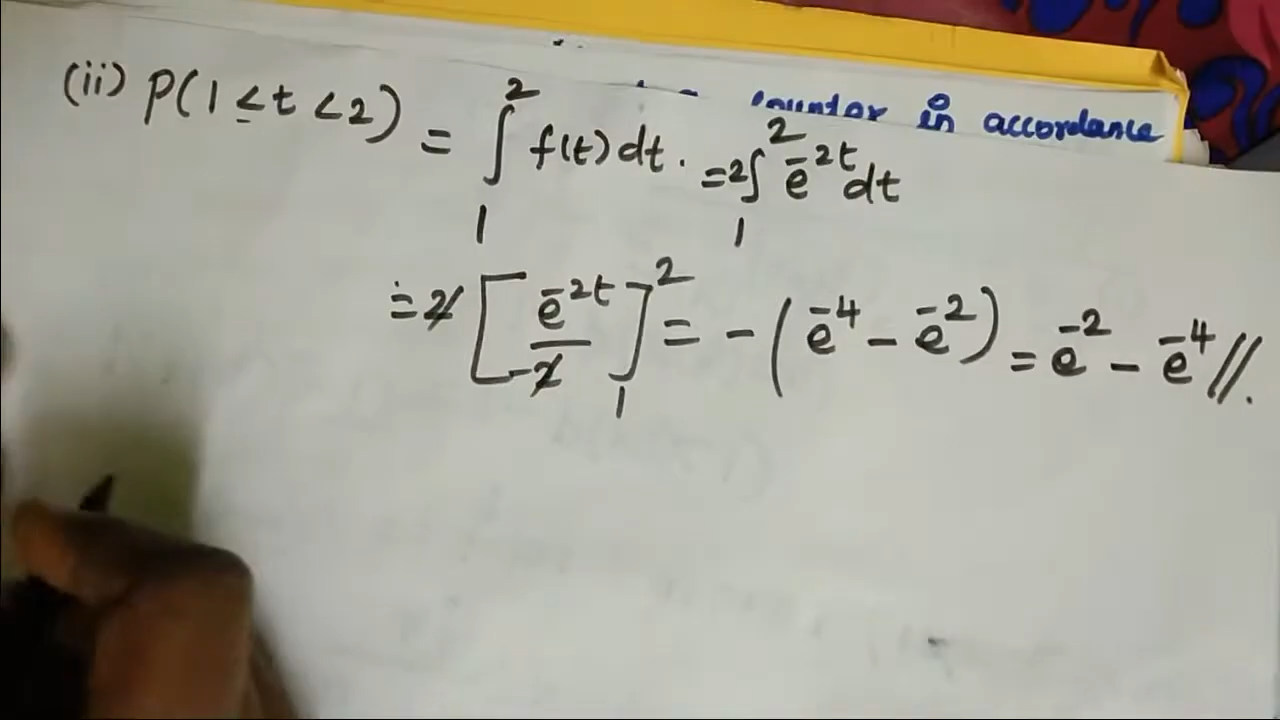 in accordance
(ii) P(1 ≤ t < 2) = ∫₁² f(t) dt. = 2∫₁² e⁻²ᵗ dt
= 2 [e⁻²ᵗ / -2]₁² = -(e⁻⁴ - e⁻²) = e⁻² - e⁻⁴ //.